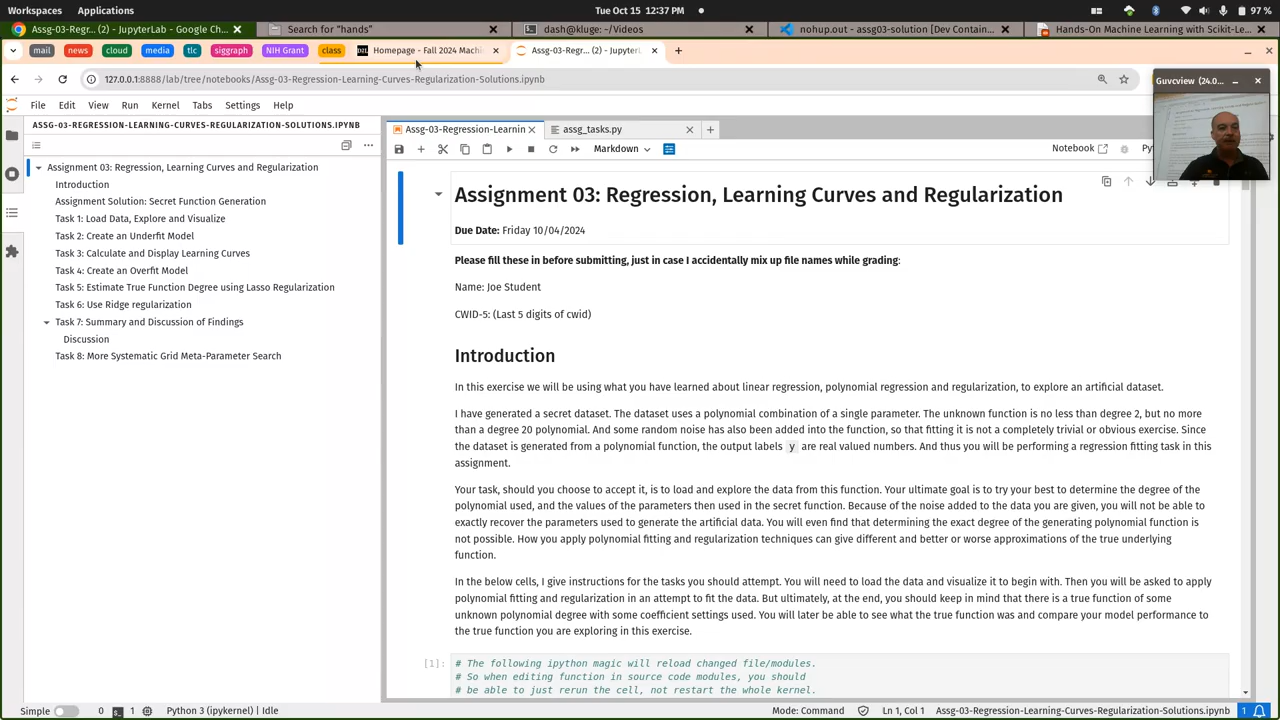 Workspaces Applications Tue Oct 15 12:37 PM 97 %
Assg-03-Regr... (2) - JupyterLab - G Search for "hands" dash@kluge: ~/Videos nohup.out - assg03-solution [Dev Contain... Hands-On Machine Learning with Scikit-Le...
mail news cloud media tlc siggraph NIH Grant class Homepage - Fall 2024 Machi Assg-03-Regr... (2) - JupyterL
127.0.0.1:8888/lab/tree/notebooks/Assg-03-Regression-Learning-Curves-Regularization-Solutions.ipynb
Guvcview (24.0
File Edit View Run Kernel Tabs Settings Help
ASSG-03-REGRESSION-LEARNING-CURVES-REGULARIZATION-SOLUTIONS.IPYNB
Assg-03-Regression-Learnin assg_tasks.py
Markdown Notebook Py
Assignment 03: Regression, Learning Curves and Regularization
Introduction
Assignment Solution: Secret Function Generation
Task 1: Load Data, Explore and Visualize
Task 2: Create an Underfit Model
Task 3: Calculate and Display Learning Curves
Task 4: Create an Overfit Model
Task 5: Estimate True Function Degree using Lasso Regularization
Task 6: Use Ridge regularization
Task 7: Summary and Discussion of Findings
Discussion
Task 8: More Systematic Grid Meta-Parameter Search
Assignment 03: Regression, Learning Curves and Regularization
Due Date: Friday 10/04/2024
Please fill these in before submitting, just in case I accidentally mix up file names while grading:
Name: Joe Student
CWID-5: (Last 5 digits of cwid)
Introduction
In this exercise we will be using what you have learned about linear regression, polynomial regression and regularization, to explore an artificial dataset.
I have generated a secret dataset. The dataset uses a polynomial combination of a single parameter. The unknown function is no less than degree 2, but no more
than a degree 20 polynomial. And some random noise has also been added into the function, so that fitting it is not a completely trivial or obvious exercise. Since
the dataset is generated from a polynomial function, the output labels y are real valued numbers. And thus you will be performing a regression fitting task in this
assignment.
Your task, should you choose to accept it, is to load and explore the data from this function. Your ultimate goal is to try your best to determine the degree of the
polynomial used, and the values of the parameters then used in the secret function. Because of the noise added to the data you are given, you will not be able to
exactly recover the parameters used to generate the artificial data. You will even find that determining the exact degree of the generating polynomial function is
not possible. How you apply polynomial fitting and regularization techniques can give different and better or worse approximations of the true underlying
function.
In the below cells, I give instructions for the tasks you should attempt. You will need to load the data and visualize it to begin with. Then you will be asked to apply
polynomial fitting and regularization in an attempt to fit the data. But ultimately, at the end, you should keep in mind that there is a true function of some
unknown polynomial degree with some coefficient settings used. You will later be able to see what the true function was and compare your model performance to
the true function you are exploring in this exercise.
[1]: # The following ipython magic will reload changed file/modules.
# So when editing function in source code modules, you should
# be able to just rerun the cell, not restart the whole kernel.
Simple 0 1 Python 3 (ipykernel) | Idle Mode: Command Ln 1, Col 1 Assg-03-Regression-Learning-Curves-Regularization-Solutions.ipynb 1